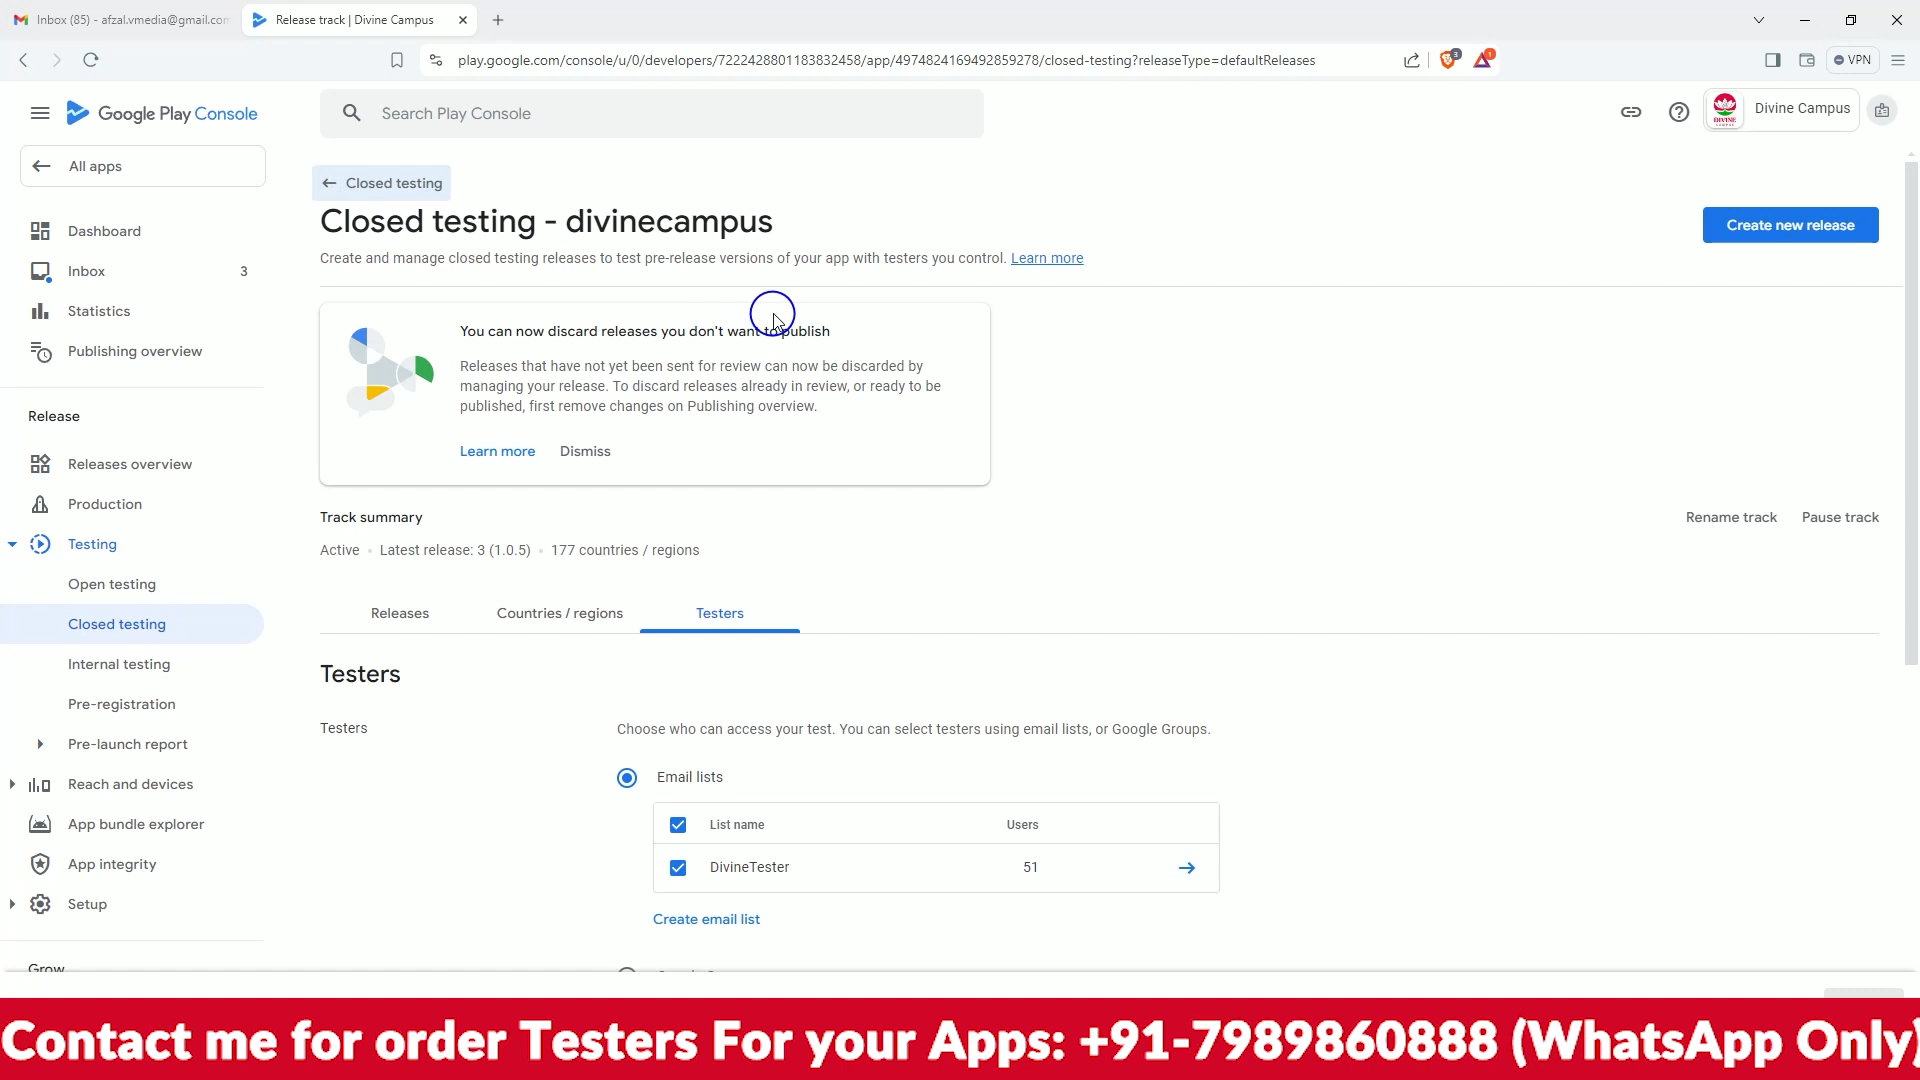 Inbox (85) - afzal.vmedia@gmail.com
Release track | Divine Campus
play.google.com/console/u/0/developers/7222428801183832458/app/4974824169492859278/closed-testing?releaseType=defaultReleases
3
1
VPN
Google Play Console
Search Play Console
DIVINE
Divine Campus
All apps
Closed testing
Closed testing - divinecampus
Create new release
Create and manage closed testing releases to test pre-release versions of your app with testers you control. Learn more
Dashboard
Inbox 3
Statistics
Publishing overview
You can now discard releases you don't want to publish
Releases that have not yet been sent for review can now be discarded by
managing your release. To discard releases already in review, or ready to be
published, first remove changes on Publishing overview.
Learn more Dismiss
Release
Releases overview
Production
Testing
Open testing
Closed testing
Internal testing
Pre-registration
Pre-launch report
Reach and devices
App bundle explorer
App integrity
Setup
Grow
Track summary
Rename track Pause track
Active • Latest release: 3 (1.0.5) • 177 countries / regions
Releases Countries / regions Testers
Testers
Testers
Choose who can access your test. You can select testers using email lists, or Google Groups.
Email lists
List name Users
DivineTester 51
Create email list
Contact me for order Testers For your Apps: +91-7989860888 (WhatsApp Only)